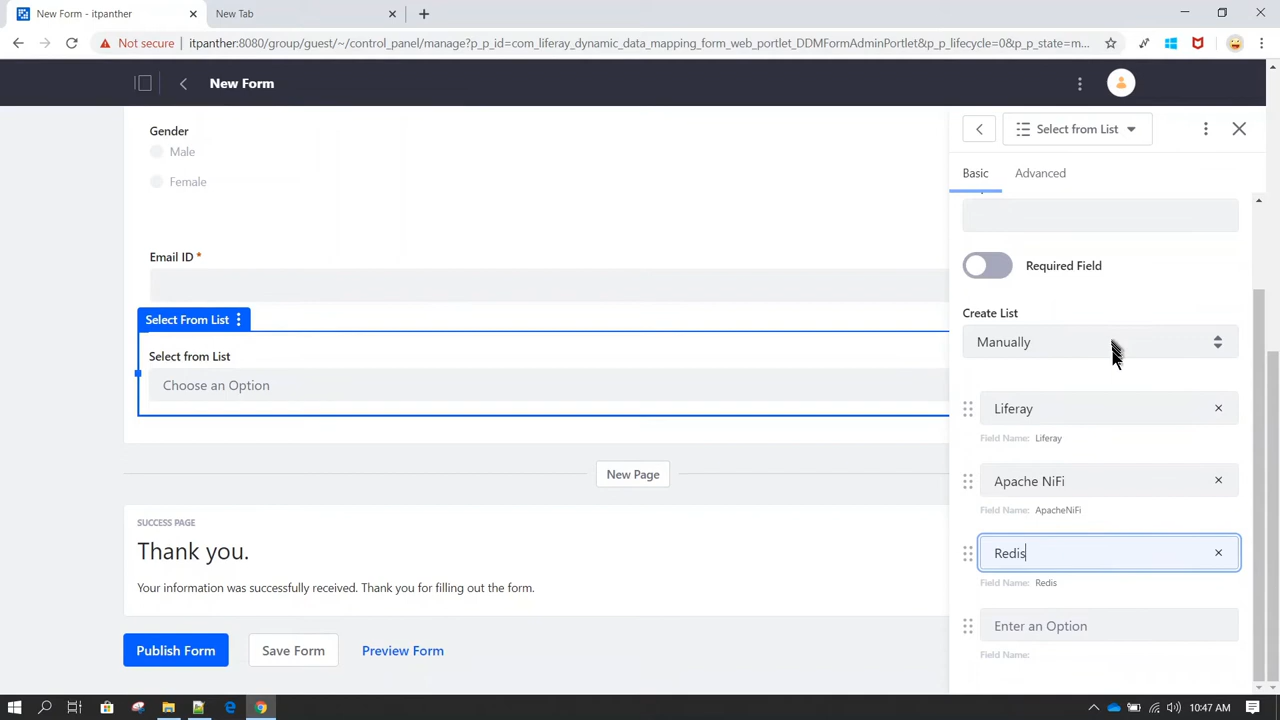 New Form - itpanther
New Tab
Not secure
itpanther:8080/group/guest/~/control_panel/manage?p_p_id=com_liferay_dynamic_data_mapping_form_web_portlet_DDMFormAdminPortlet&p_p_lifecycle=0&p_p_state=m...
New Form
Gender
Male
Female
Email ID *
Select From List
Select from List
Choose an Option
New Page
SUCCESS PAGE
Thank you.
Your information was successfully received. Thank you for filling out the form.
Publish Form
Save Form
Preview Form
Select from List
Basic
Advanced
Required Field
Create List
Manually
Liferay
Field Name: Liferay
Apache NiFi
Field Name: ApacheNiFi
Redis
Field Name: Redis
Enter an Option
Field Name:
10:47 AM